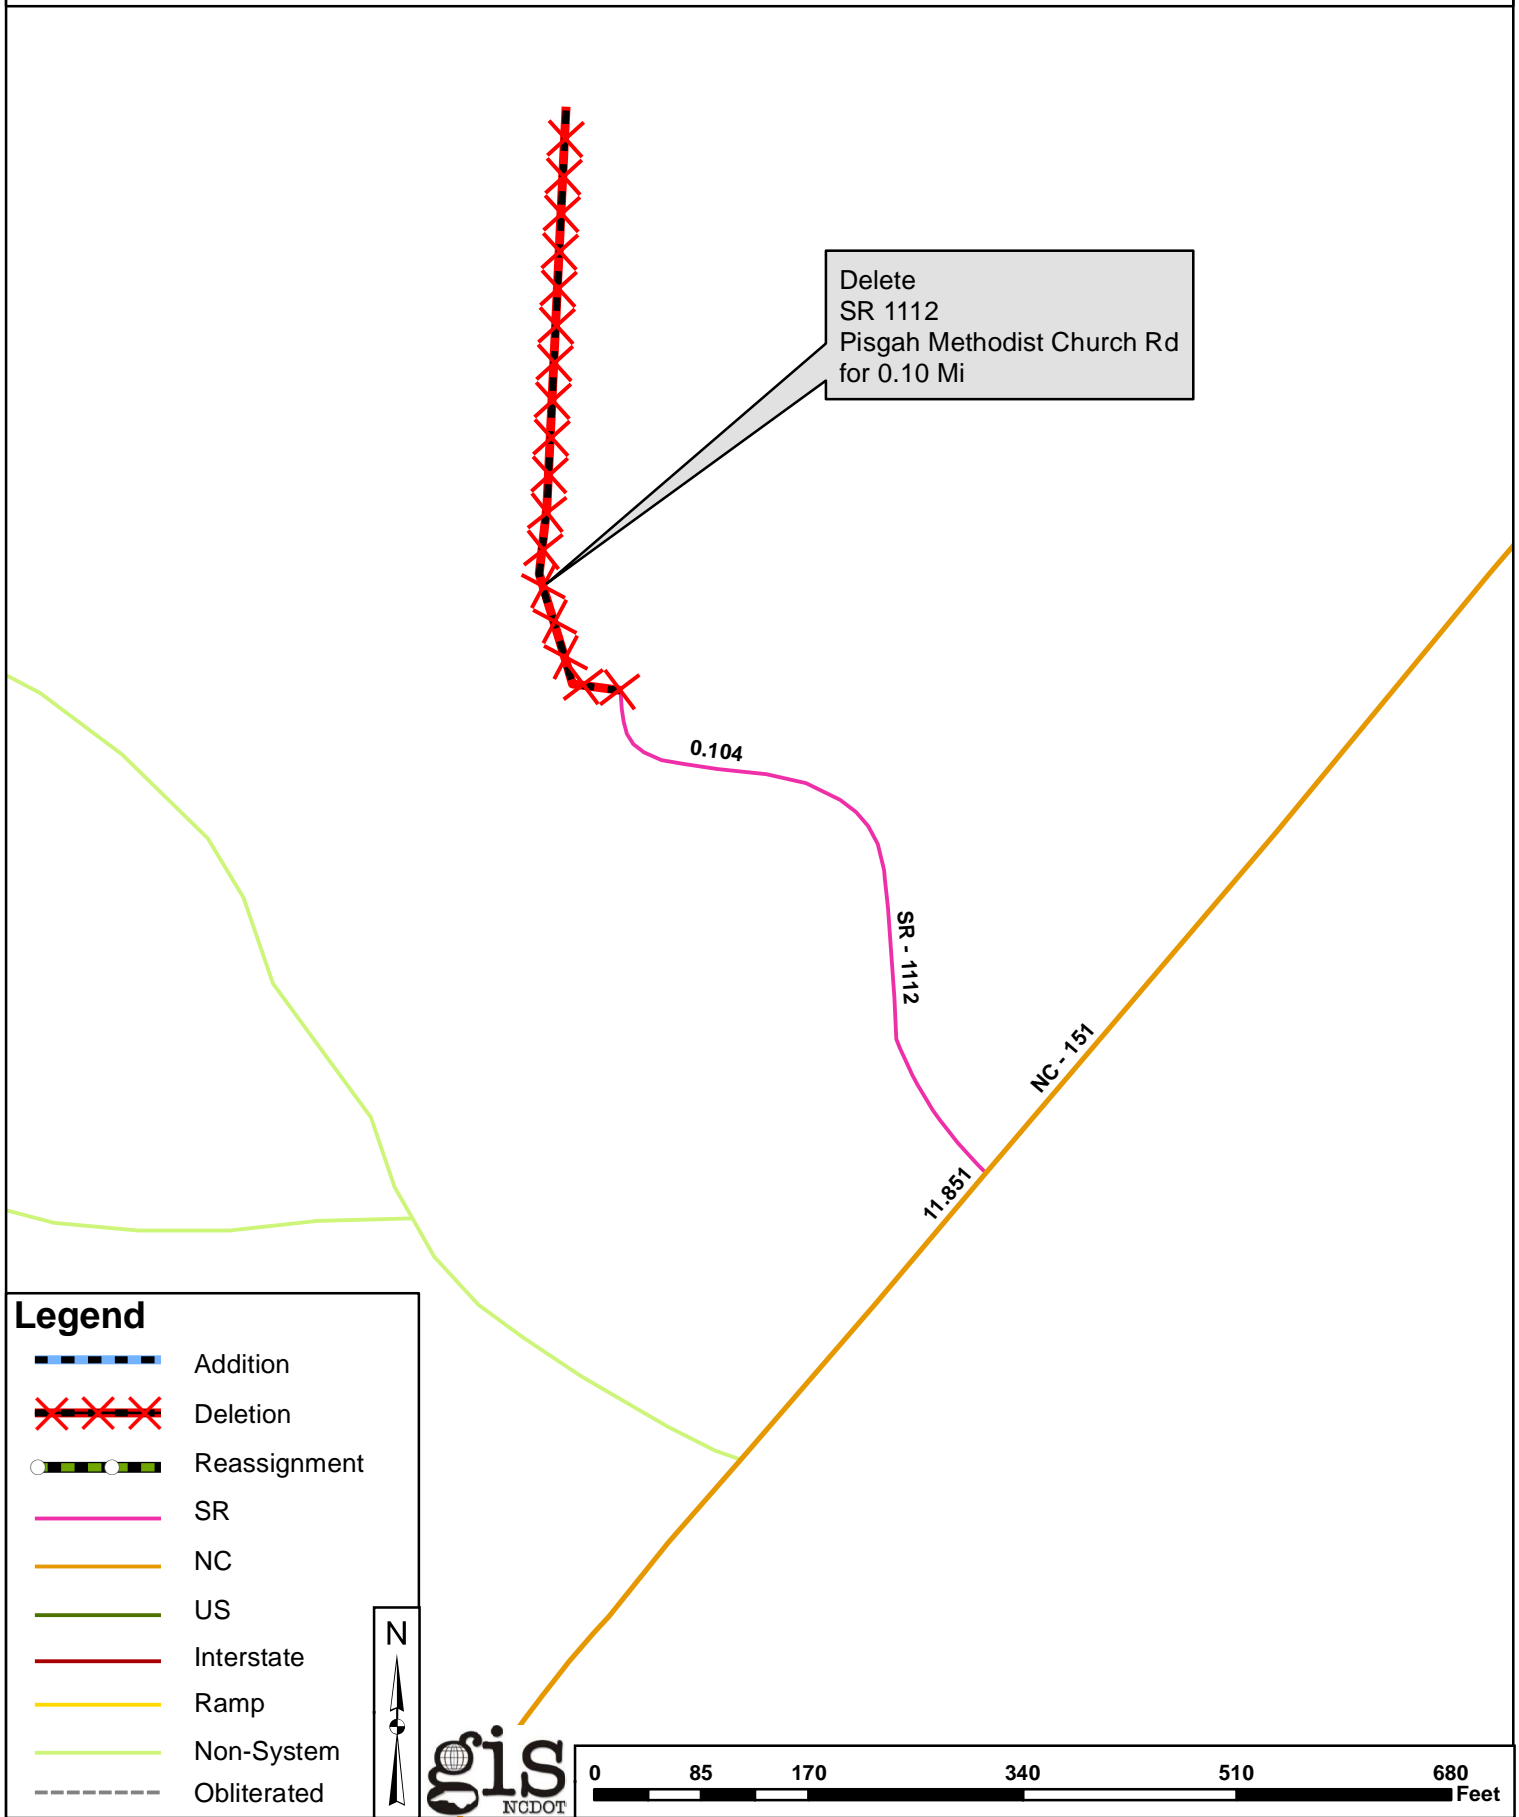 Delete
SR 1112
Pisgah Methodist Church Rd
for 0.10 Mi
0.104
SR - 1112
NC - 151
11.851
Legend
Addition
Deletion
Reassignment
SR
NC
US
Interstate
Ramp
Non-System
Obliterated
N
gis
NCDOT
0 85 170 340 510 680
Feet